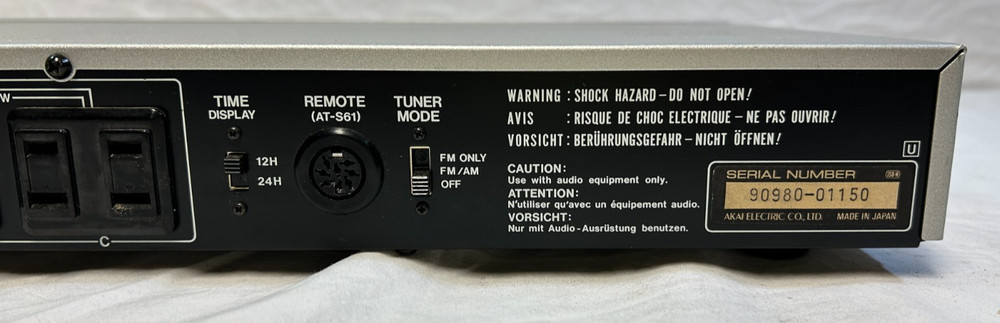 W
C
TIME
DISPLAY
12H
24H
REMOTE
(AT-S61)
TUNER
MODE
FM ONLY
FM/AM
OFF
WARNING : SHOCK HAZARD – DO NOT OPEN!
AVIS : RISQUE DE CHOC ELECTRIQUE – NE PAS OUVRIR!
VORSICHT : BERÜHRUNGSGEFAHR – NICHT ÖFFNEN!
CAUTION:
Use with audio equipment only.
ATTENTION:
N'utiliser qu'avec un équipement audio.
VORSICHT:
Nur mit Audio-Ausrüstung benutzen.
U
SERIAL NUMBER
90980-01150
AKAI ELECTRIC CO., LTD. MADE IN JAPAN